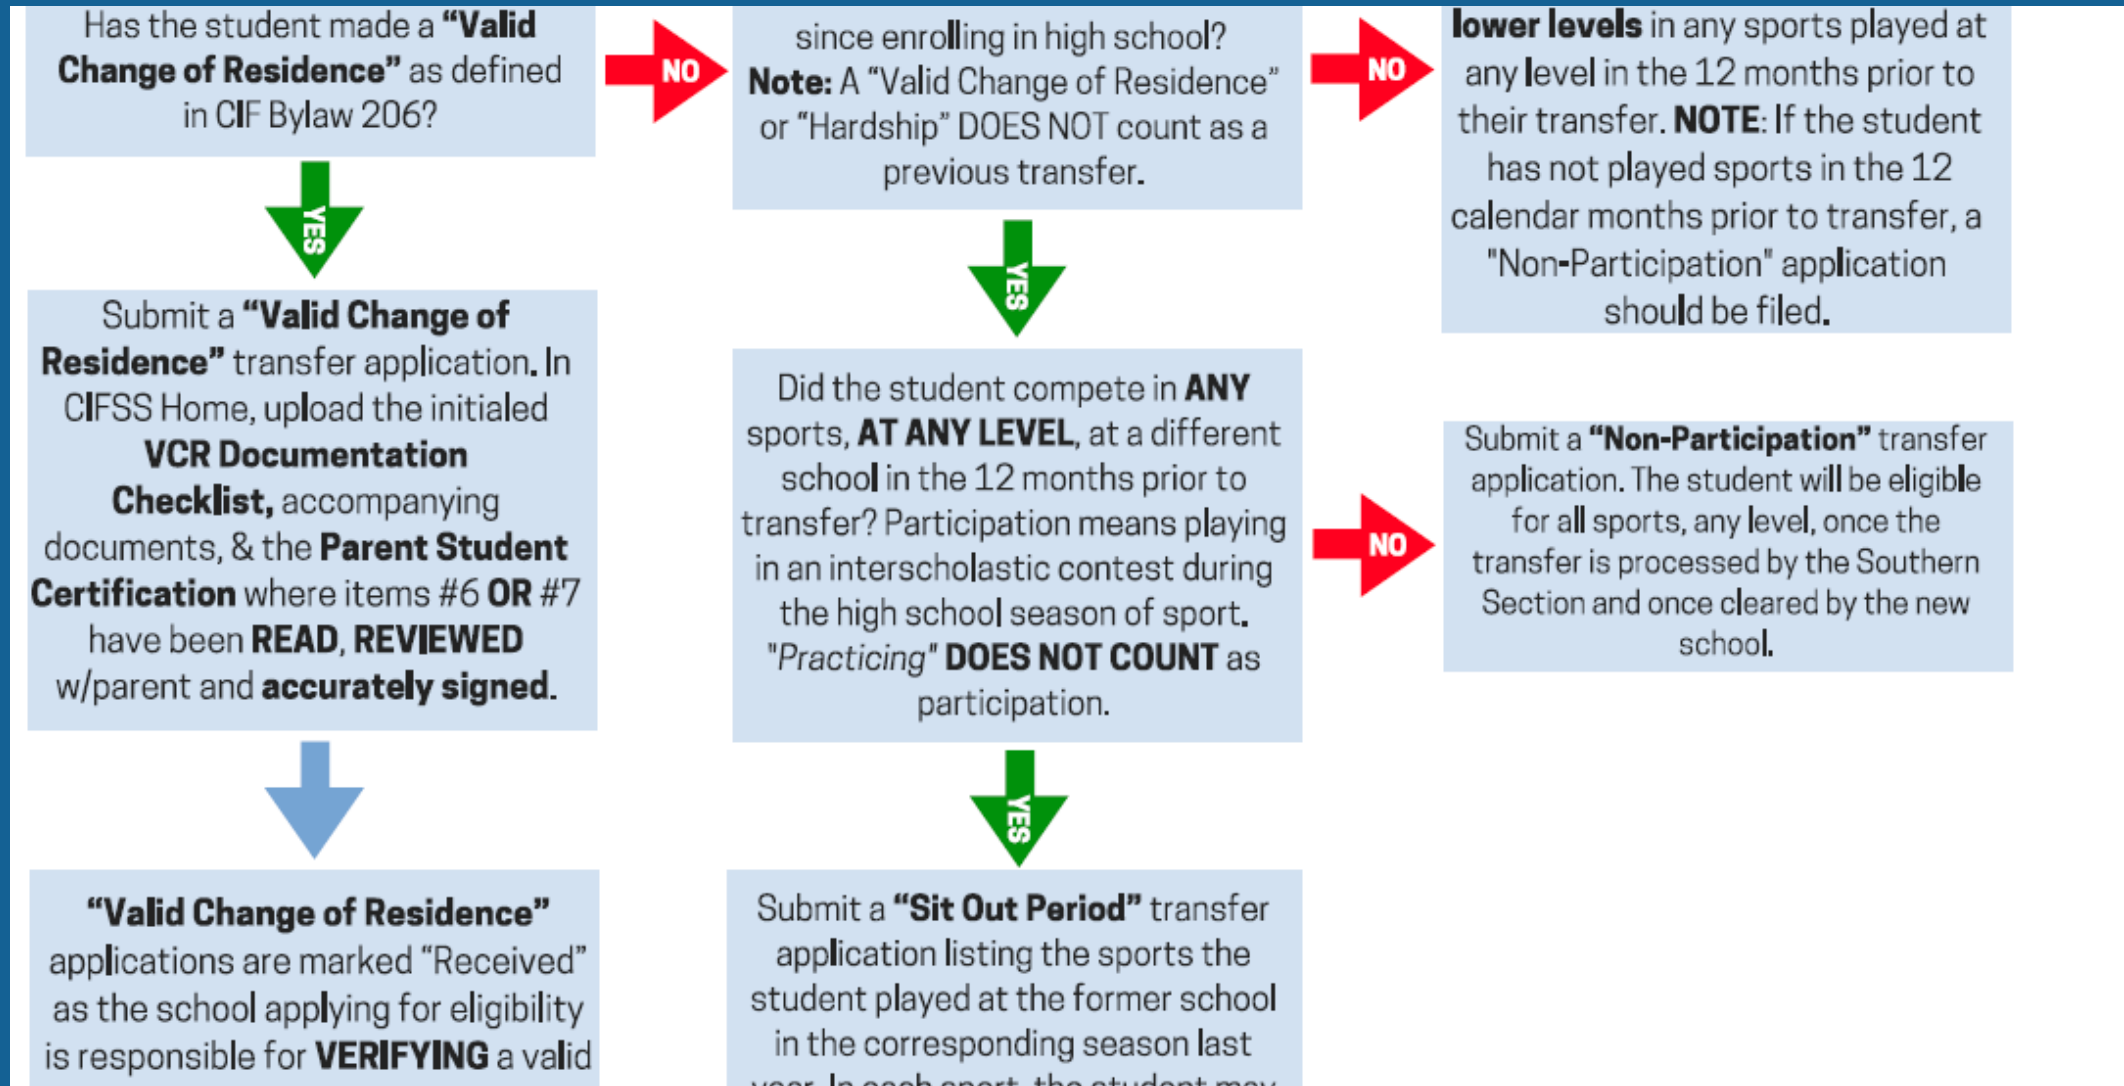 Has the student made a “Valid
Change of Residence” as defined
in CIF Bylaw 206?
NO
since enrolling in high school?
Note: A “Valid Change of Residence”
or “Hardship” DOES NOT count as a
previous transfer.
NO
lower levels in any sports played at
any level in the 12 months prior to
their transfer. NOTE: If the student
has not played sports in the 12
calendar months prior to transfer, a
"Non-Participation" application
should be filed.
YES
YES
Submit a “Valid Change of
Residence” transfer application. In
CIFSS Home, upload the initialed
VCR Documentation
Checklist, accompanying
documents, & the Parent Student
Certification where items #6 OR #7
have been READ, REVIEWED
w/parent and accurately signed.
Did the student compete in ANY
sports, AT ANY LEVEL, at a different
school in the 12 months prior to
transfer? Participation means playing
in an interscholastic contest during
the high school season of sport.
"Practicing" DOES NOT COUNT as
participation.
NO
Submit a “Non-Participation” transfer
application. The student will be eligible
for all sports, any level, once the
transfer is processed by the Southern
Section and once cleared by the new
school.
YES
“Valid Change of Residence”
applications are marked “Received”
as the school applying for eligibility
is responsible for VERIFYING a valid
Submit a “Sit Out Period” transfer
application listing the sports the
student played at the former school
in the corresponding season last
year. In each sport, the student may